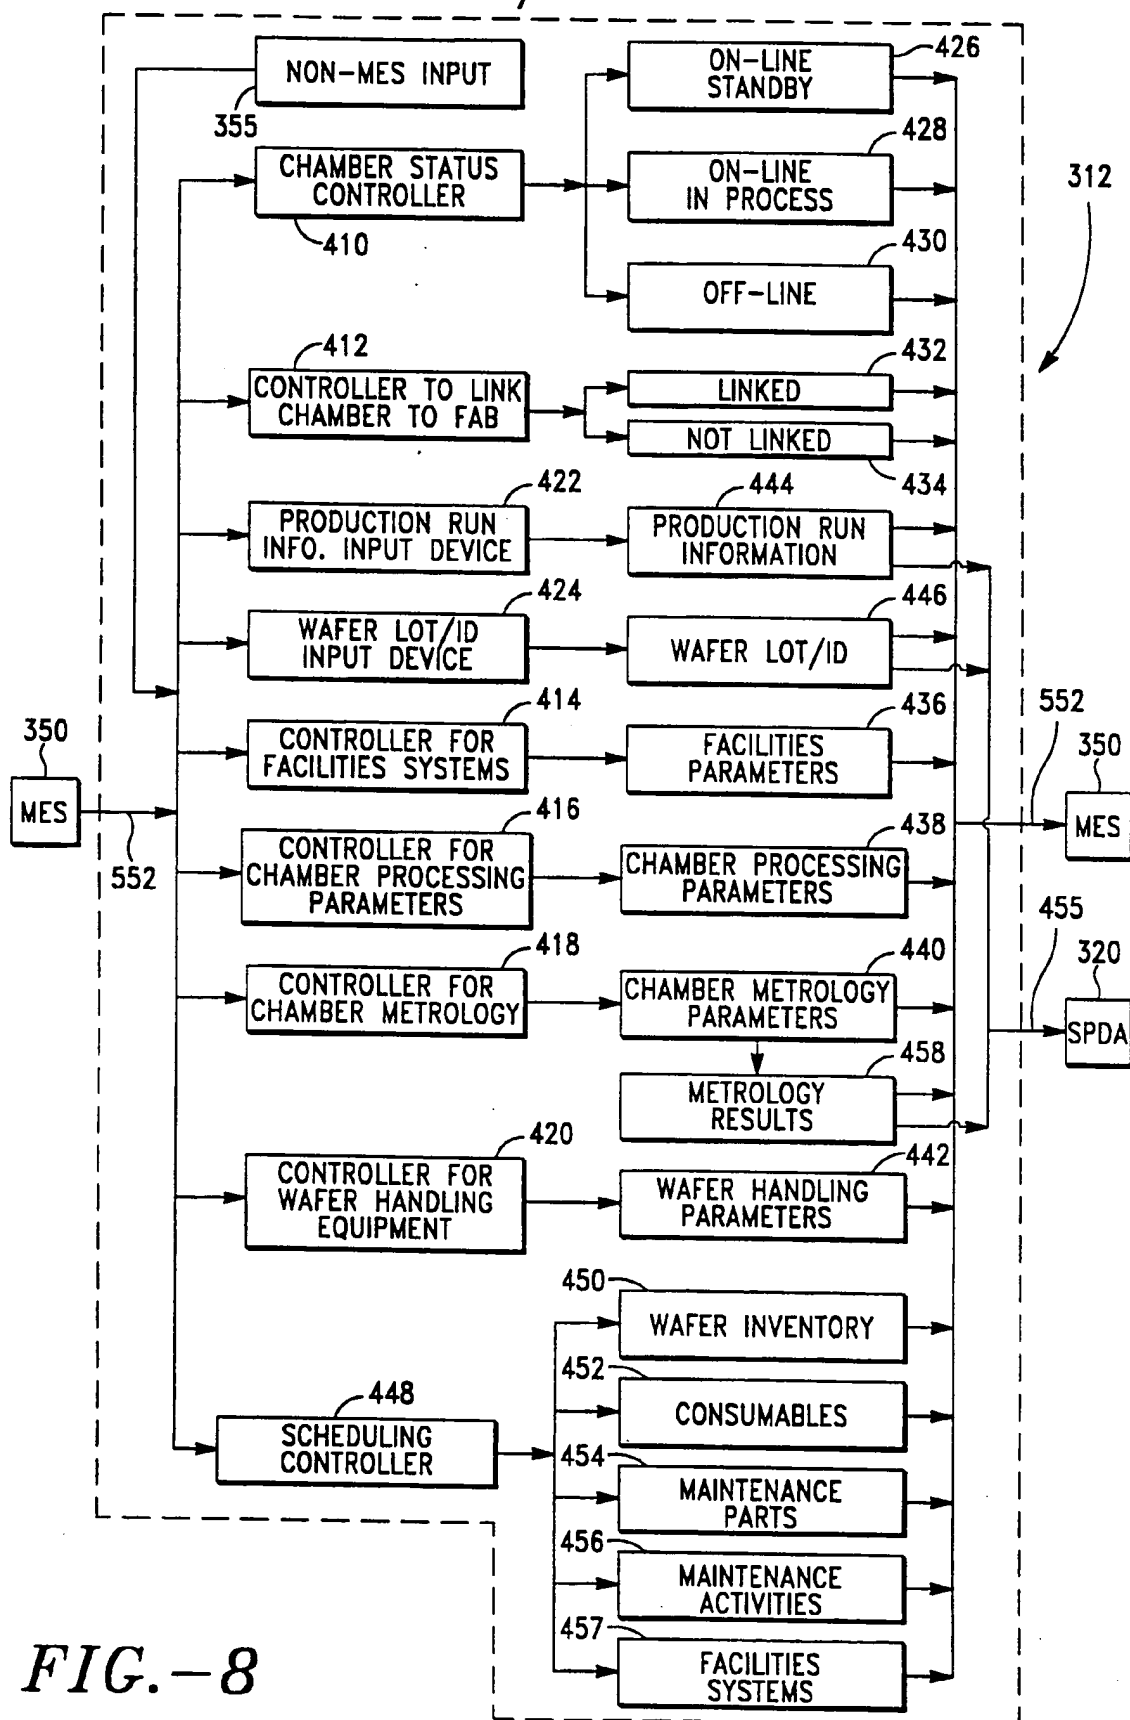 NON-MES INPUT
355
ON-LINE
STANDBY
426
CHAMBER STATUS
CONTROLLER
410
ON-LINE
IN PROCESS
428
312
OFF-LINE
430
412
CONTROLLER TO LINK
CHAMBER TO FAB
432
LINKED
NOT LINKED
434
422
PRODUCTION RUN
INFO. INPUT DEVICE
444
PRODUCTION RUN
INFORMATION
424
WAFER LOT/ID
INPUT DEVICE
446
WAFER LOT/ID
414
CONTROLLER FOR
FACILITIES SYSTEMS
436
FACILITIES
PARAMETERS
350
MES
552
552
350
MES
416
CONTROLLER FOR
CHAMBER PROCESSING
PARAMETERS
438
CHAMBER PROCESSING
PARAMETERS
418
CONTROLLER FOR
CHAMBER METROLOGY
440
CHAMBER METROLOGY
PARAMETERS
455
320
SPDA
458
METROLOGY
RESULTS
420
CONTROLLER FOR
WAFER HANDLING
EQUIPMENT
442
WAFER HANDLING
PARAMETERS
450
WAFER INVENTORY
448
SCHEDULING
CONTROLLER
452
CONSUMABLES
454
MAINTENANCE
PARTS
456
MAINTENANCE
ACTIVITIES
457
FACILITIES
SYSTEMS
FIG.-8